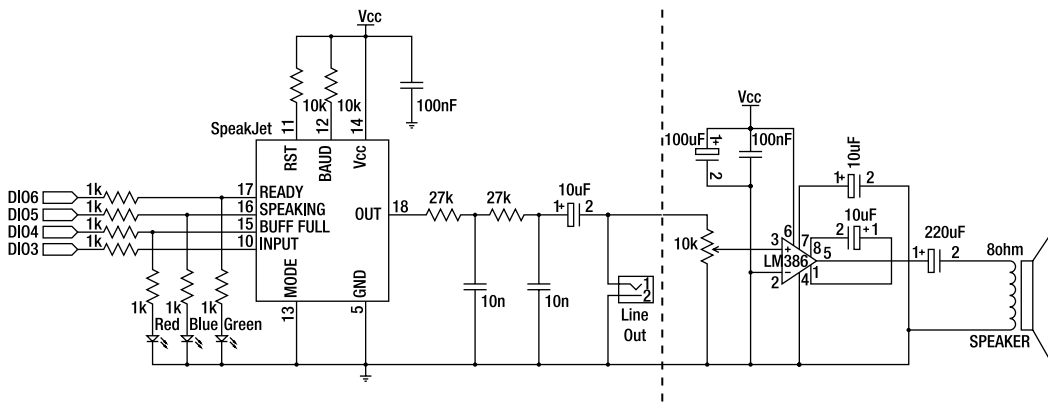 Vcc
10k
10k
100nF
SpeakJet
11
12
14
RST
BAUD
Vcc
DIO6
1k
17
READY
DIO5
1k
16
SPEAKING
DIO4
1k
15
BUFF FULL
DIO3
1k
10
INPUT
OUT
18
27k
27k
10uF
1+
2
MODE
GND
13
5
1k
1k
1k
Red
Blue
Green
10n
10n
1
2
Line
Out
Vcc
100uF
1+
2
100nF
10uF
1+
2
10uF
2
+1
10k
3
6
7
8
+
LM386
5
−
1
2
4
220uF
1+
2
8ohm
SPEAKER